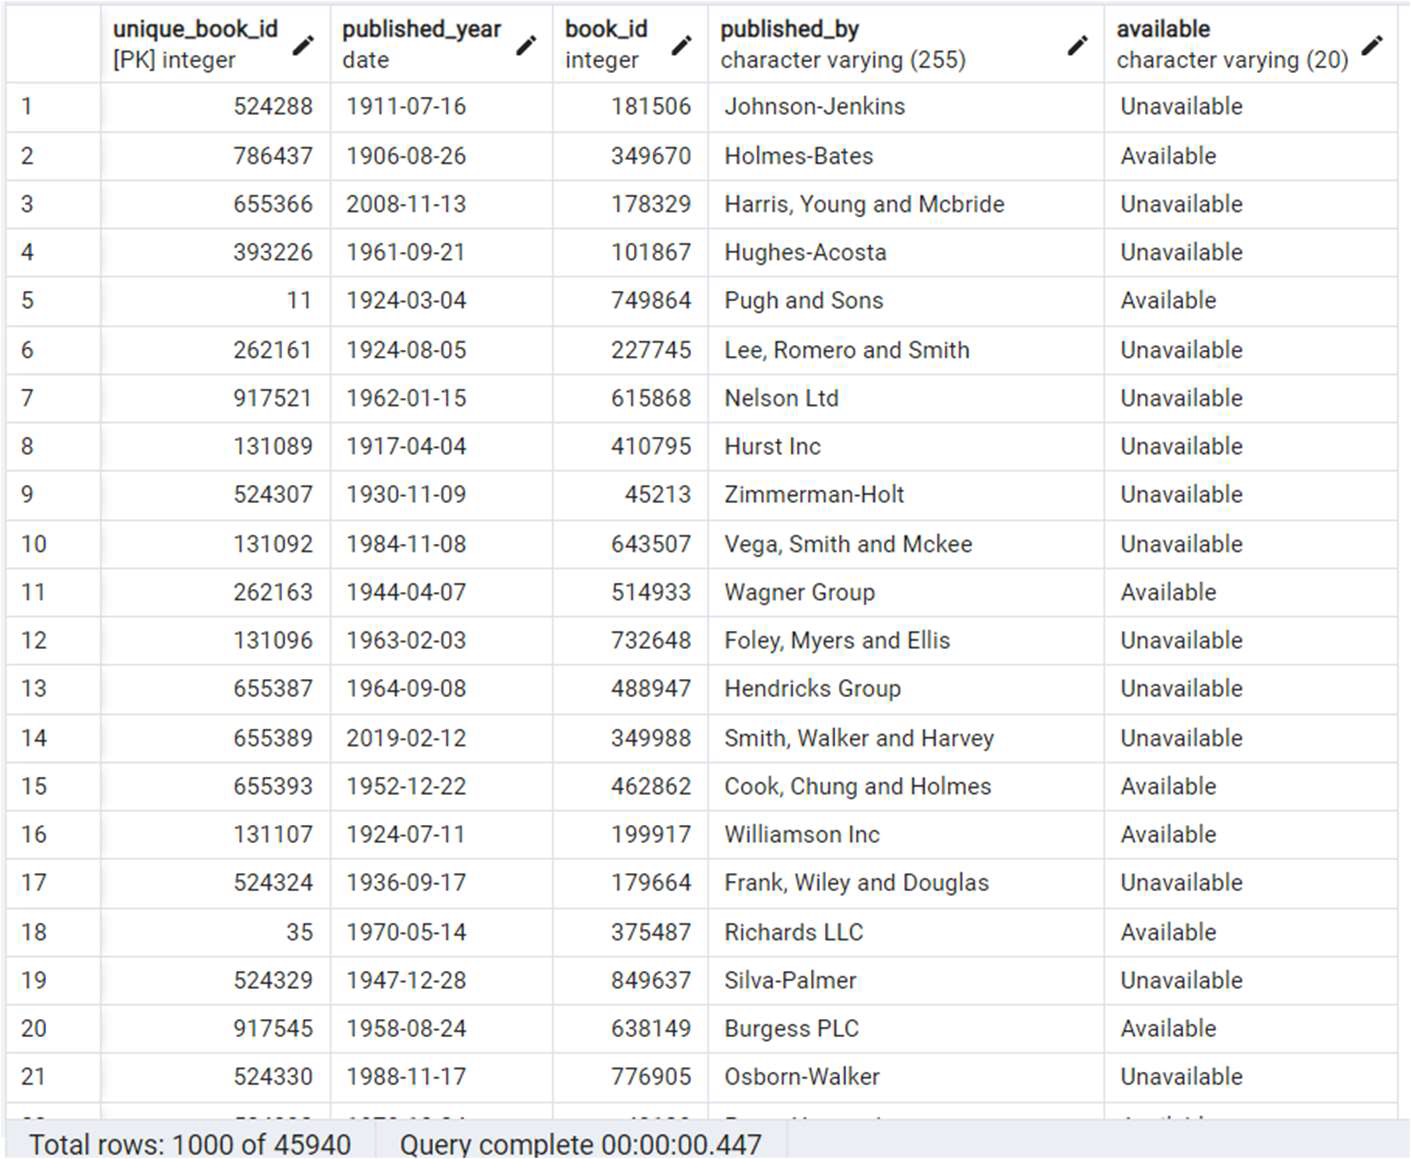 unique_book_id published_year book_id published_by available
[PK] integer date integer character varying (255) character varying (20)
1 524288 1911-07-16 181506 Johnson-Jenkins Unavailable
2 786437 1906-08-26 349670 Holmes-Bates Available
3 655366 2008-11-13 178329 Harris, Young and Mcbride Unavailable
4 393226 1961-09-21 101867 Hughes-Acosta Unavailable
5 11 1924-03-04 749864 Pugh and Sons Available
6 262161 1924-08-05 227745 Lee, Romero and Smith Unavailable
7 917521 1962-01-15 615868 Nelson Ltd Unavailable
8 131089 1917-04-04 410795 Hurst Inc Unavailable
9 524307 1930-11-09 45213 Zimmerman-Holt Unavailable
10 131092 1984-11-08 643507 Vega, Smith and Mckee Unavailable
11 262163 1944-04-07 514933 Wagner Group Available
12 131096 1963-02-03 732648 Foley, Myers and Ellis Unavailable
13 655387 1964-09-08 488947 Hendricks Group Unavailable
14 655389 2019-02-12 349988 Smith, Walker and Harvey Unavailable
15 655393 1952-12-22 462862 Cook, Chung and Holmes Available
16 131107 1924-07-11 199917 Williamson Inc Available
17 524324 1936-09-17 179664 Frank, Wiley and Douglas Unavailable
18 35 1970-05-14 375487 Richards LLC Available
19 524329 1947-12-28 849637 Silva-Palmer Unavailable
20 917545 1958-08-24 638149 Burgess PLC Available
21 524330 1988-11-17 776905 Osborn-Walker Unavailable
Total rows: 1000 of 45940 Query complete 00:00:00.447